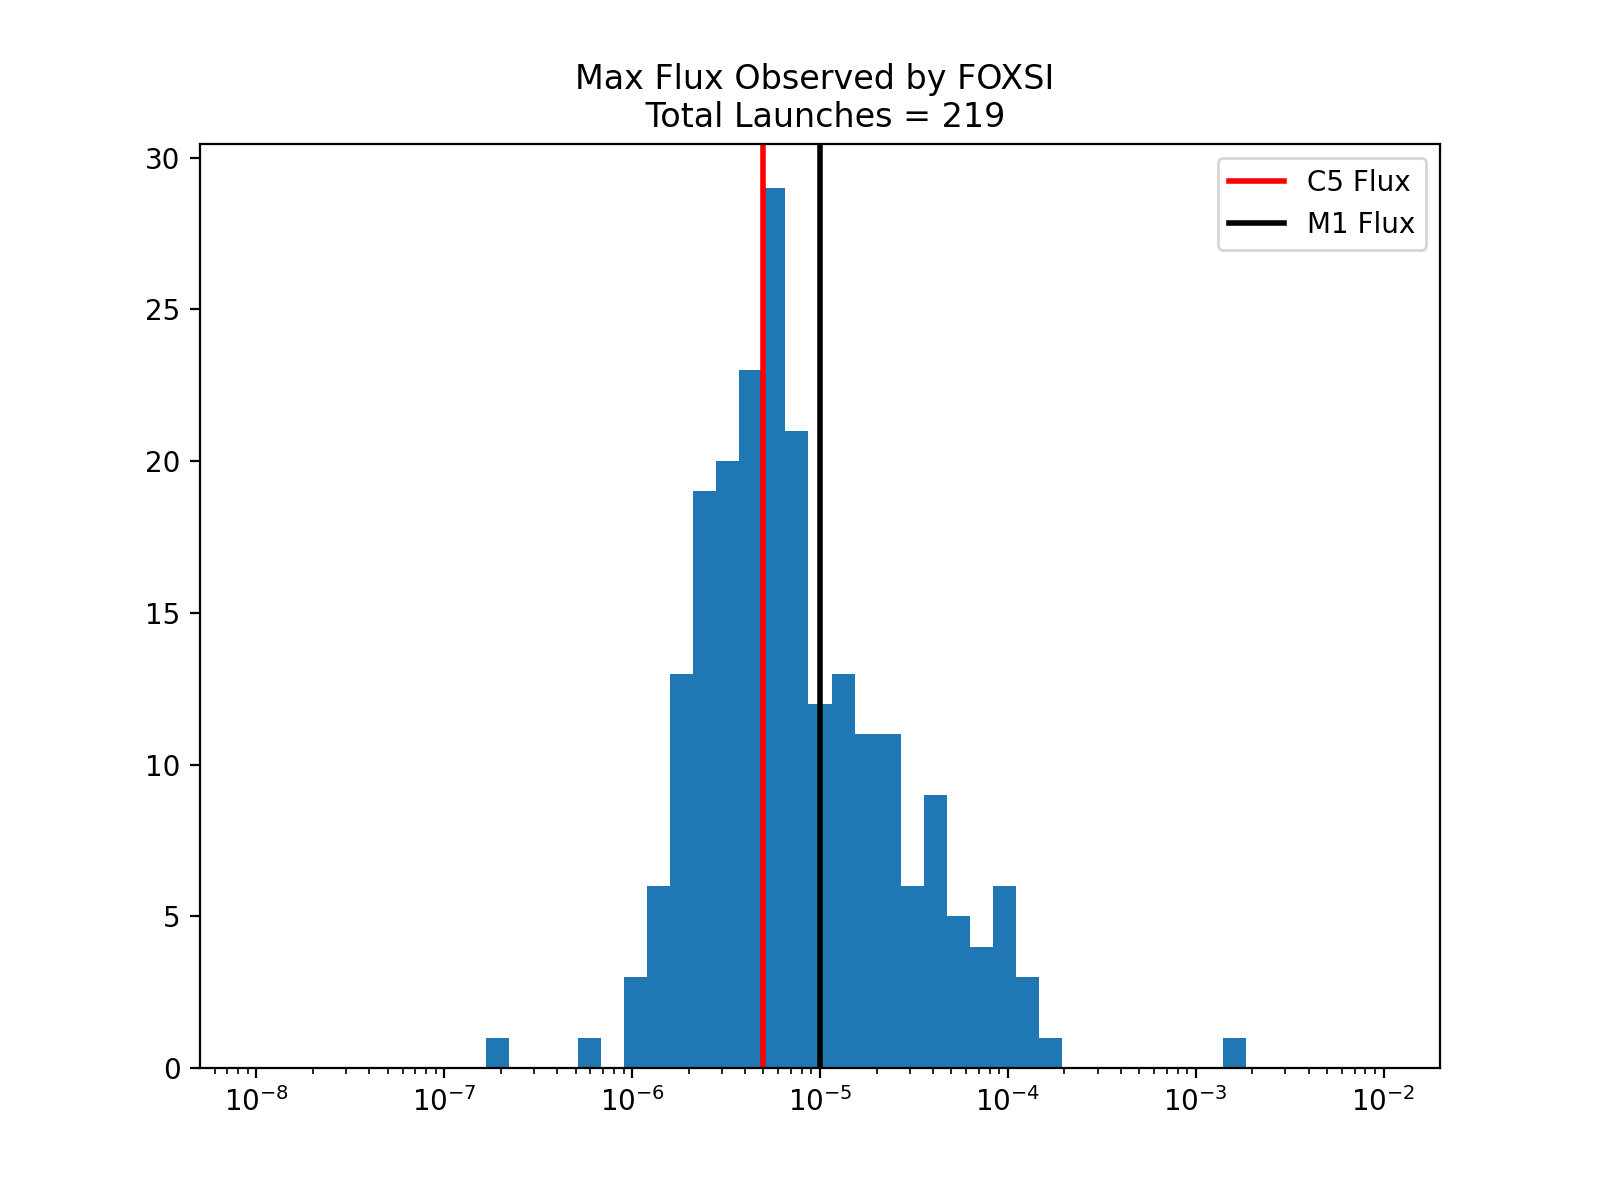 Max Flux Observed by FOXSI
Total Launches = 219
30
25
20
15
10
5
0
C5 Flux
M1 Flux
10⁻⁸ 10⁻⁷ 10⁻⁶ 10⁻⁵ 10⁻⁴ 10⁻³ 10⁻²